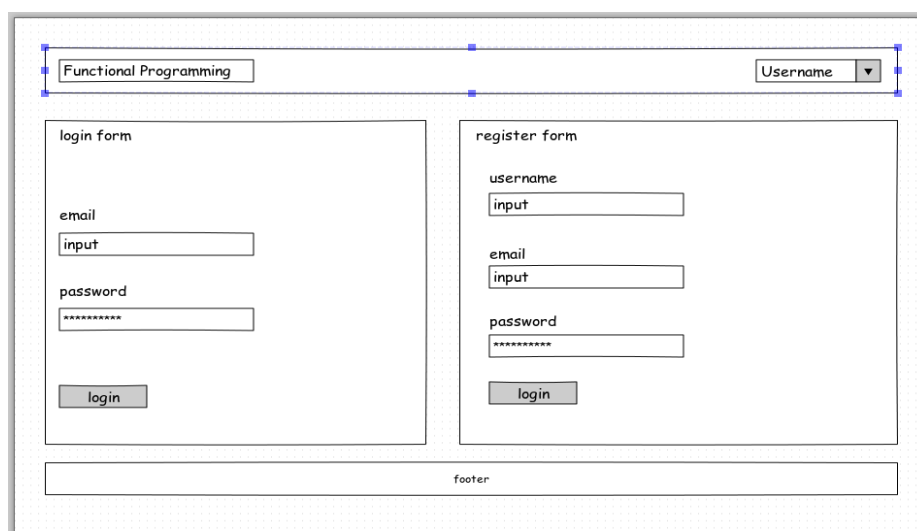 Functional Programming
Username
login form
email
input
password
**********
login
register form
username
input
email
input
password
**********
login
footer